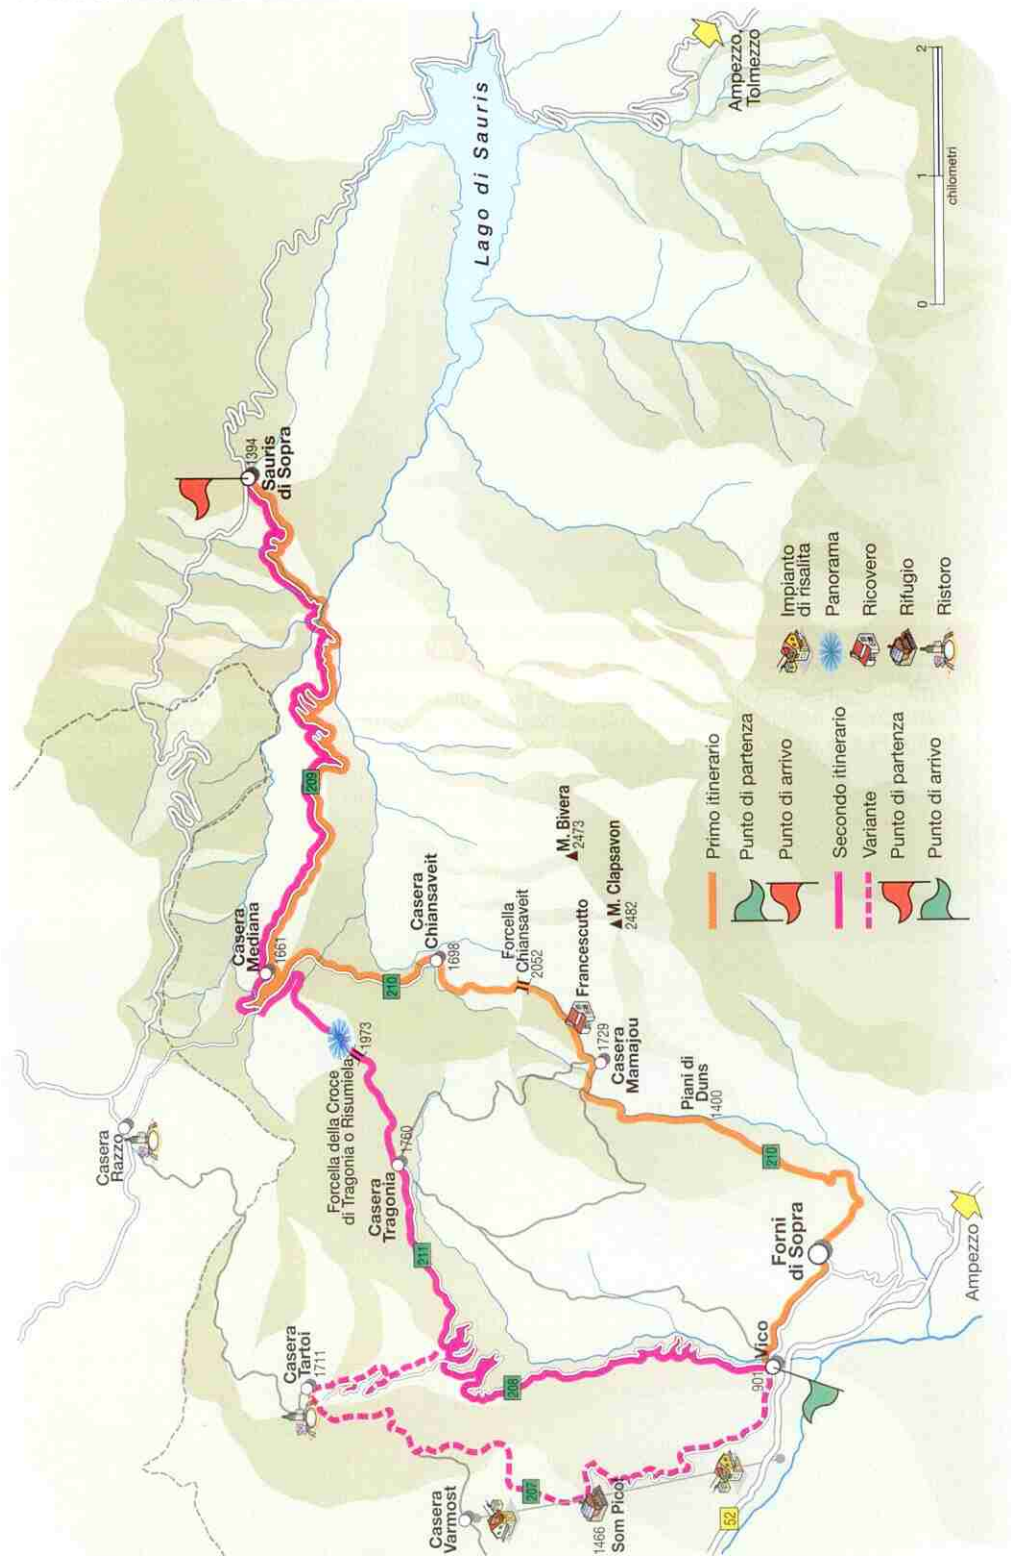 Ampezzo,
Tolmezzo
Lago di Sauris
0
1
2
chilometri
1394
Sauris
di Sopra
209
Casera
Mediana
1661
Casera
Razzo
210
Casera
Chiansaveit
1698
Forcella
Chiansaveit
2052
M. Bivera
2473
M. Clapsavon
2482
Francescutto
1729
Casera
Mamajou
Piani di
Duns
1400
210
Forcella della Croce
di Tragonia o Risumiela
1973
Casera
Tragonia
1760
211
Casera
Tartoi
1711
208
Forni
di Sopra
Vico
901
Ampezzo
Casera
Varmost
207
1466
Som Picol
52
Primo itinerario
Punto di partenza
Punto di arrivo
Secondo itinerario
Variante
Punto di partenza
Punto di arrivo
Impianto
di risalita
Panorama
Ricovero
Rifugio
Ristoro